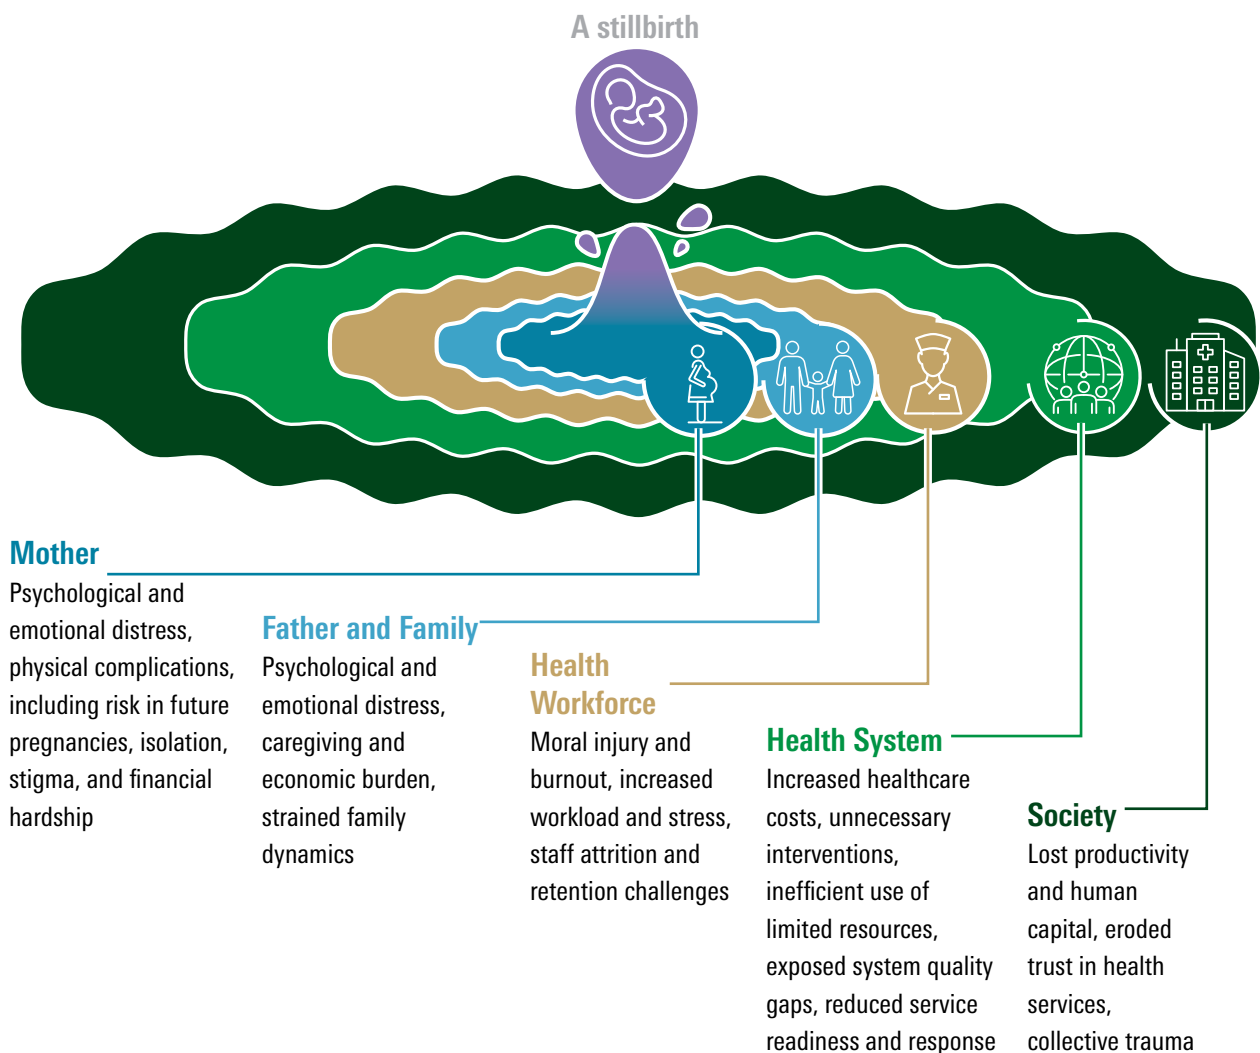 A stillbirth
Mother
Psychological and
emotional distress,
physical complications,
including risk in future
pregnancies, isolation,
stigma, and financial
hardship
Father and Family
Psychological and
emotional distress,
caregiving and
economic burden,
strained family
dynamics
Health
Workforce
Moral injury and
burnout, increased
workload and stress,
staff attrition and
retention challenges
Health System
Increased healthcare
costs, unnecessary
interventions,
inefficient use of
limited resources,
exposed system quality
gaps, reduced service
readiness and response
Society
Lost productivity
and human
capital, eroded
trust in health
services,
collective trauma